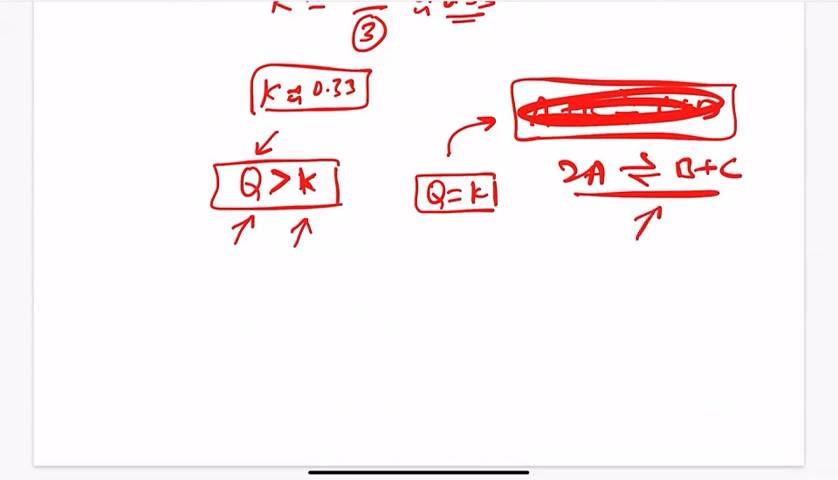 K =
3
K ≈ 0.33
Q > K
Q = K
2A ⇌ B + C